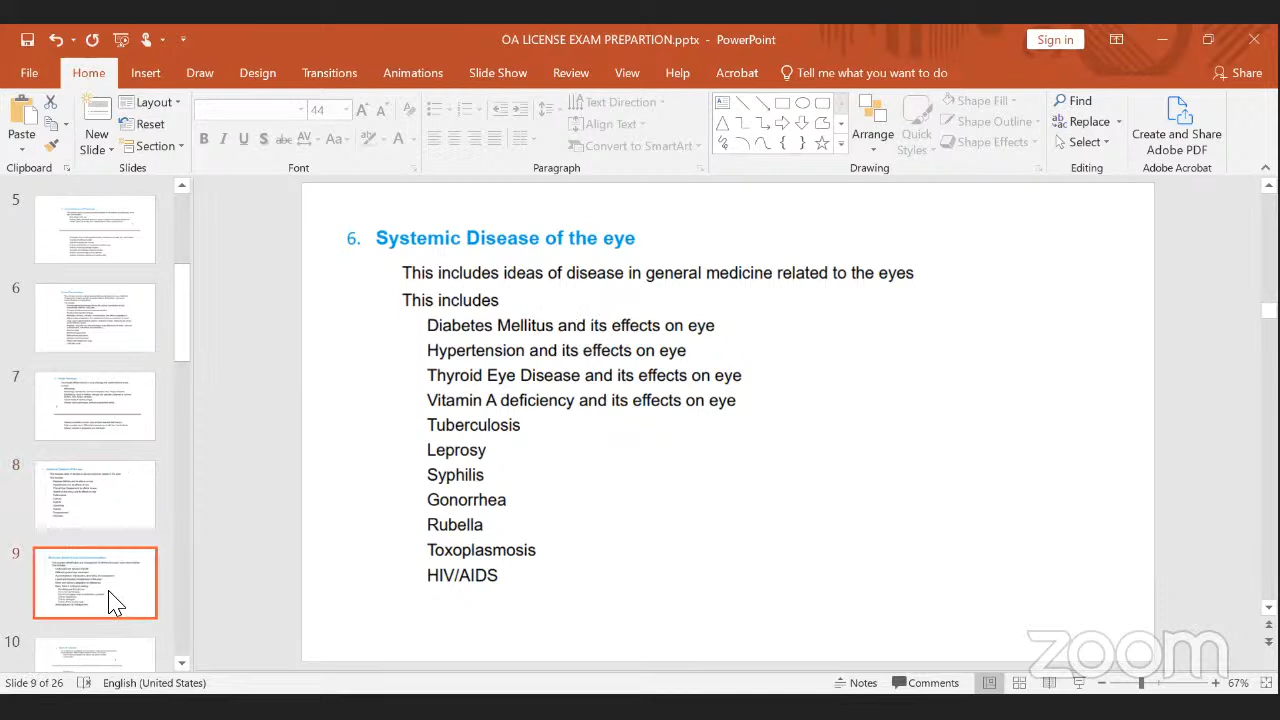 OA LICENSE EXAM PREPARTION.pptx - PowerPoint
Sign in
File Home Insert Draw Design Transitions Animations Slide Show Review View Help Acrobat Tell me what you want to do Share
Paste
Layout
Reset
Section
New Slide
44
Text Direction
Align Text
Convert to SmartArt
Arrange
Quick Styles
Shape Fill
Shape Outline
Shape Effects
Find
Replace
Select
Create and Share Adobe PDF
Clipboard Slides Font Paragraph Drawing Editing Adobe Acrobat
5
6
7
8
9
10
6. Systemic Disease of the eye
This includes ideas of disease in general medicine related to the eyes
This includes
Diabetes Mellitus and its effects on eye
Hypertension and its effects on eye
Thyroid Eye Disease and its effects on eye
Vitamin A deficiency and its effects on eye
Tuberculosis
Leprosy
Syphilis
Gonorrhea
Rubella
Toxoplasmosis
HIV/AIDS
zoom
Slide 9 of 26 English (United States) Notes Comments 67%